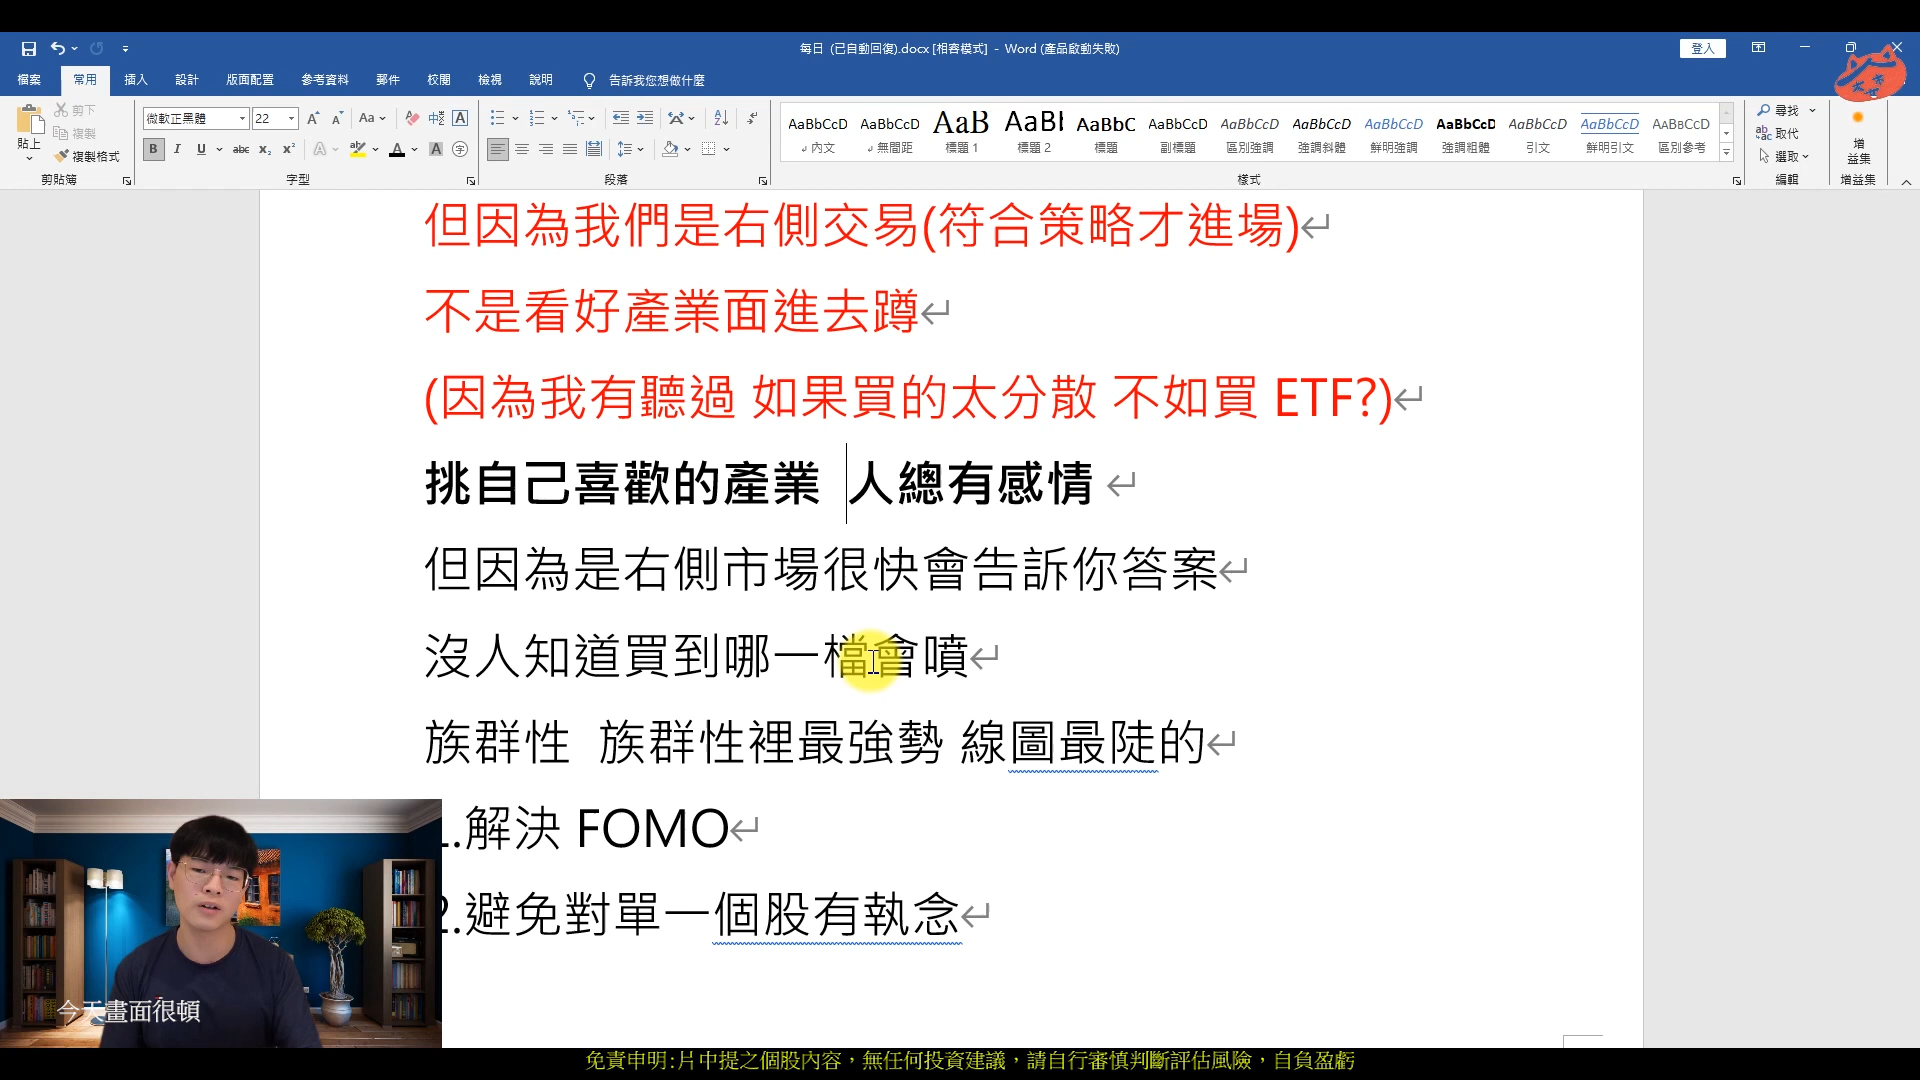 每日 (已自動回復).docx [相容模式] - Word (產品啟動失敗)
登入
檔案 常用 插入 設計 版面配置 參考資料 郵件 校閱 檢視 說明 告訴我您想做什麼
貼上
剪下
複製
複製格式
剪貼簿
微軟正黑體 22
字型
段落
AaBbCcD AaBbCcD AaB AaBl AaBbC AaBbCcD AaBbCcD AaBbCcD AaBbCcD AaBbCcD AaBbCcD AaBbCcD AaBbCcD
內文 無間距 標題 1 標題 2 標題 副標題 區別強調 強調斜體 鮮明強調 強調粗體 引文 鮮明引文 區別參考
樣式
尋找
取代
選取
編輯
增益集
增益集
但因為我們是右側交易(符合策略才進場)
不是看好產業面進去蹲
(因為我有聽過 如果買的太分散 不如買 ETF?)
挑自己喜歡的產業 人總有感情
但因為是右側市場很快會告訴你答案
沒人知道買到哪一檔會噴
族群性 族群性裡最強勢 線圖最陡的
1.解決 FOMO
2.避免對單一個股有執念
今天畫面很頓
免責申明:片中提之個股內容，無任何投資建議，請自行審慎判斷評估風險，自負盈虧